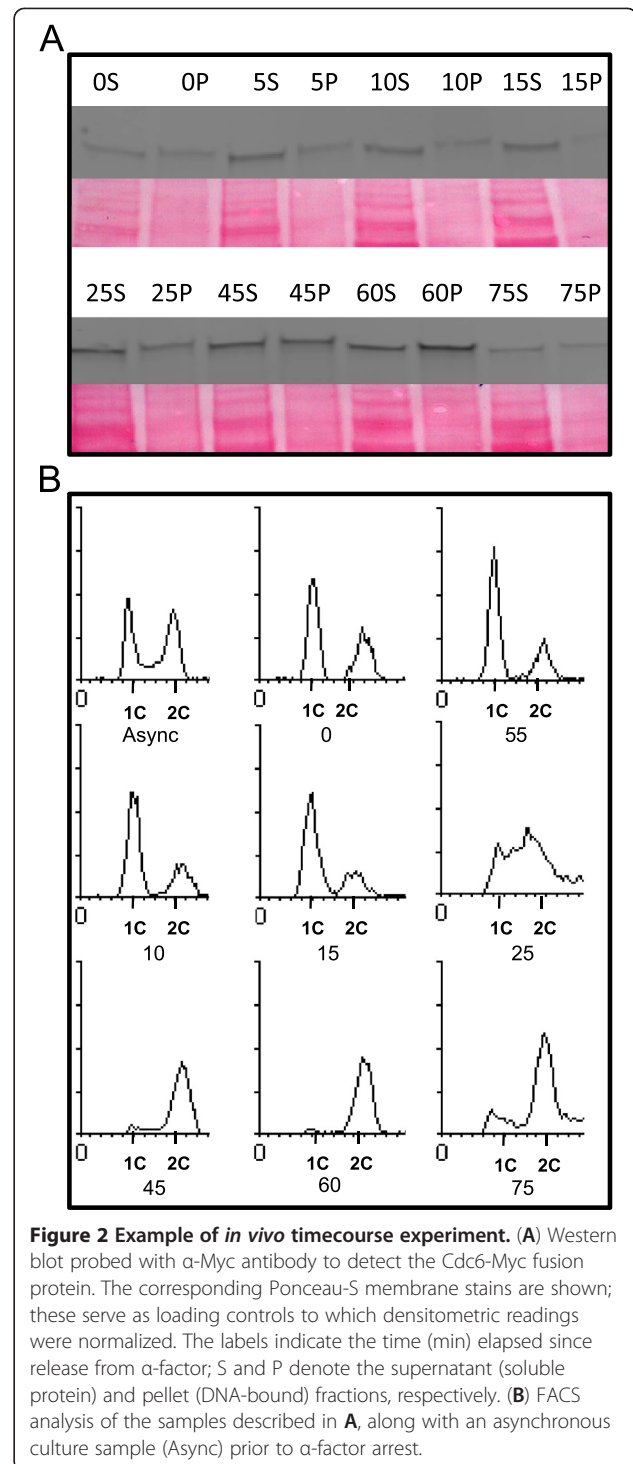 A
0S 0P 5S 5P 10S 10P 15S 15P
25S 25P 45S 45P 60S 60P 75S 75P
B
0 1C 2C 0 1C 2C 0 1C 2C
Async 0 55
0 1C 2C 0 1C 2C 0 1C 2C
10 15 25
0 1C 2C 0 1C 2C 0 1C 2C
45 60 75
Figure 2 Example of in vivo timecourse experiment. (A) Western
blot probed with α-Myc antibody to detect the Cdc6-Myc fusion
protein. The corresponding Ponceau-S membrane stains are shown;
these serve as loading controls to which densitometric readings
were normalized. The labels indicate the time (min) elapsed since
release from α-factor; S and P denote the supernatant (soluble
protein) and pellet (DNA-bound) fractions, respectively. (B) FACS
analysis of the samples described in A, along with an asynchronous
culture sample (Async) prior to α-factor arrest.